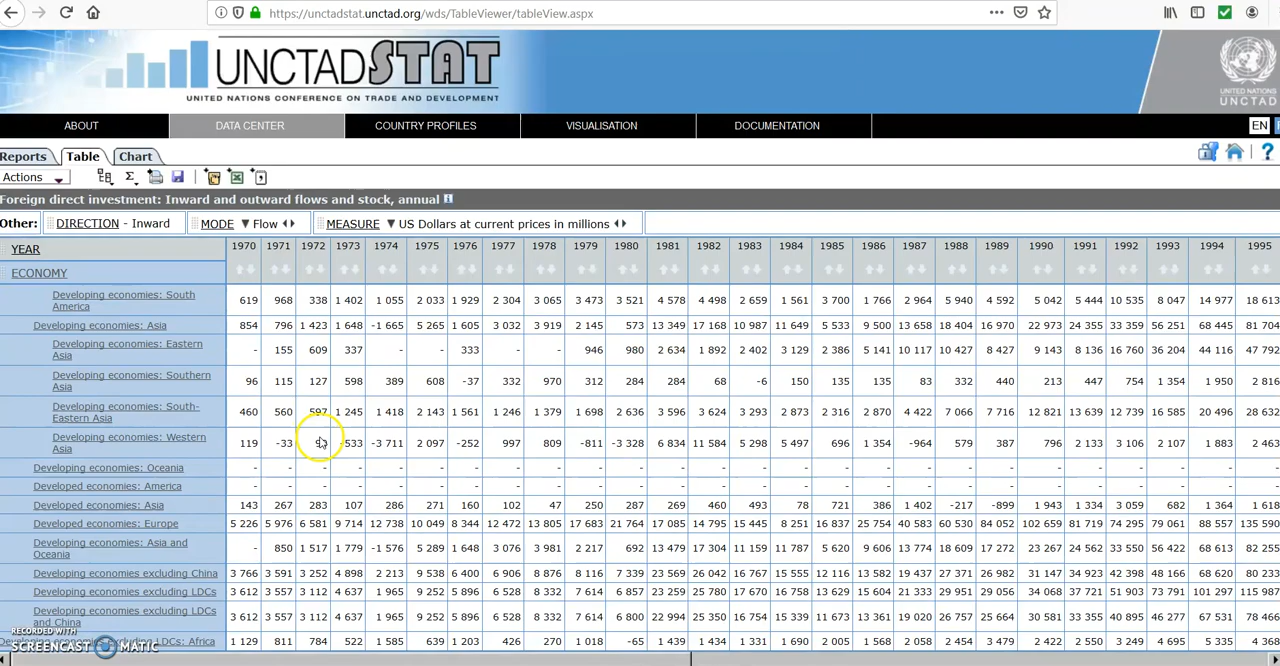 https://unctadstat.unctad.org/wds/TableViewer/tableView.aspx
UNCTADSTAT
UNITED NATIONS CONFERENCE ON TRADE AND DEVELOPMENT
UNITED NATIONS
UNCTAD
ABOUT DATA CENTER COUNTRY PROFILES VISUALISATION DOCUMENTATION EN
Reports Table Chart
Actions
Foreign direct investment: Inward and outward flows and stock, annual
Other: DIRECTION - Inward MODE Flow MEASURE US Dollars at current prices in millions
YEAR 1970 1971 1972 1973 1974 1975 1976 1977 1978 1979 1980 1981 1982 1983 1984 1985 1986 1987 1988 1989 1990 1991 1992 1993 1994 1995
ECONOMY
Developing economies: South
America 619 968 338 1 402 1 055 2 033 1 929 2 304 3 065 3 473 3 521 4 578 4 498 2 659 1 561 3 700 1 766 2 964 5 940 4 592 5 042 5 444 10 535 8 047 14 977 18 613
Developing economies: Asia 854 796 1 423 1 648 -1 665 5 265 1 605 3 032 3 919 2 145 573 13 349 17 168 10 987 11 649 5 533 9 500 13 658 18 404 16 970 22 973 24 355 33 359 56 251 68 445 81 704
Developing economies: Eastern
Asia - 155 609 337 - - 333 - - 946 980 2 634 1 892 2 402 3 129 2 386 5 141 10 117 10 427 8 427 9 143 8 136 16 760 36 204 44 116 47 792
Developing economies: Southern
Asia 96 115 127 598 389 608 -37 332 970 312 284 284 68 -6 150 135 135 83 332 440 213 447 754 1 354 1 950 2 816
Developing economies: South-
Eastern Asia 460 560 597 1 245 1 418 2 143 1 561 1 246 1 379 1 698 2 636 3 596 3 624 3 293 2 872 2 316 2 870 4 422 7 066 7 716 12 821 13 639 12 739 16 585 20 496 28 632
Developing economies: Western
Asia 119 -33 -533 -3 711 2 097 -252 997 809 -811 -3 328 6 834 11 584 5 298 5 497 696 1 354 -964 579 387 796 2 133 3 106 2 107 1 883 2 463
Developing economies: Oceania - - - - - - - - - - - - - - - - - - - - - - - - - -
Developed economies: America - - - - - - - - - - - - - - - - - - - - - - - - - -
Developed economies: Asia 143 267 283 107 286 271 160 102 47 250 287 269 460 493 78 721 386 1 402 -217 -899 1 943 1 334 3 059 682 1 364 1 618
Developed economies: Europe 5 226 5 976 6 581 9 714 12 738 10 049 8 344 12 472 13 805 17 683 21 764 17 085 14 795 15 445 8 251 16 837 25 754 40 583 60 530 84 052 102 659 81 719 74 295 79 061 88 557 135 590
Developing economies: Asia and
Oceania - 850 1 517 1 779 -1 576 5 289 1 648 3 076 3 981 2 217 692 13 479 17 304 11 159 11 787 5 620 9 606 13 774 18 609 17 272 23 267 24 562 33 550 56 422 68 613 82 255
Developing economies excluding China 3 766 3 591 3 252 4 898 2 213 9 538 6 400 6 906 8 876 8 116 7 339 23 569 26 042 16 767 15 555 12 116 13 582 19 437 27 371 26 982 31 147 34 923 42 398 48 166 68 620 80 233
Developing economies excluding LDCs 3 612 3 557 3 112 4 637 1 965 9 252 5 896 6 528 8 332 7 614 6 857 23 259 25 780 17 670 16 758 13 629 15 604 21 333 29 951 29 056 34 510 37 721 51 903 73 791 101 297 115 987
Developing economies excluding LDCs
and China 3 612 3 557 3 112 4 637 1 965 9 252 5 896 6 528 8 332 7 614 6 800 22 994 25 350 16 754 15 339 11 673 13 361 19 020 26 757 25 664 30 581 33 355 40 895 46 276 67 531 78 466
Developing economies excluding LDCs: Africa 1 129 811 784 522 1 585 639 1 203 426 270 1 018 -65 1 439 1 434 1 331 1 134 2 005 1 568 2 058 2 454 3 479 2 422 2 550 3 249 4 695 5 335 4 368
RECORDED WITH
SCREENCAST MATIC